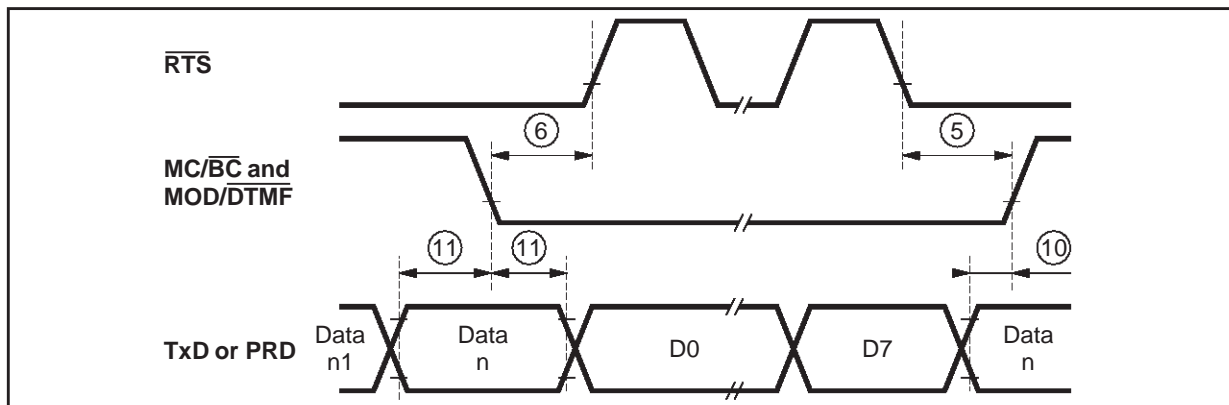 RTS
6
5
MC/BC and
MOD/DTMF
11
11
10
TxD or PRD
Data
n1
Data
n
D0
D7
Data
n